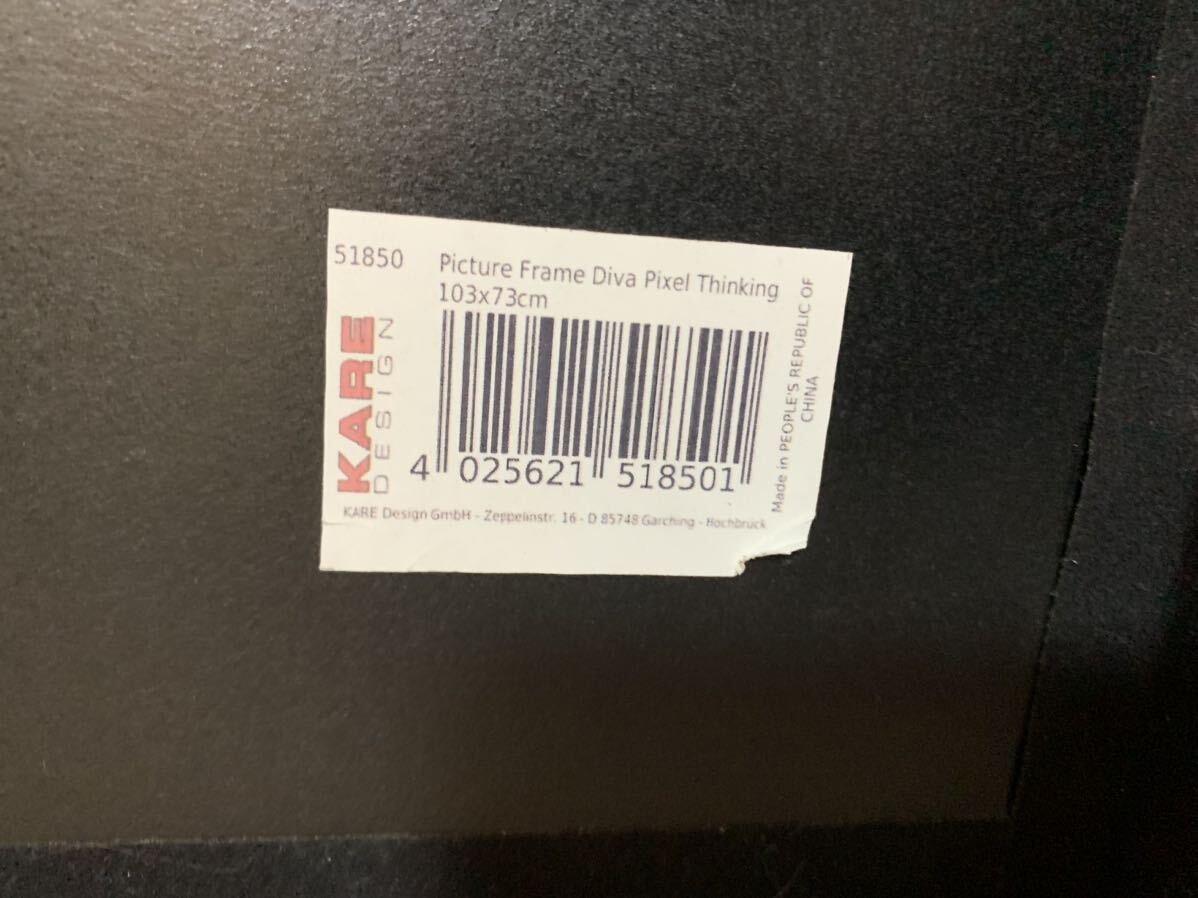 51850
Picture Frame Diva Pixel Thinking
103x73cm
KARE
DESIGN
4 025621 518501
Made in PEOPLE'S REPUBLIC OF
CHINA
KARE Design GmbH - Zeppelinstr. 16 - D 85748 Garching - Hochbruck